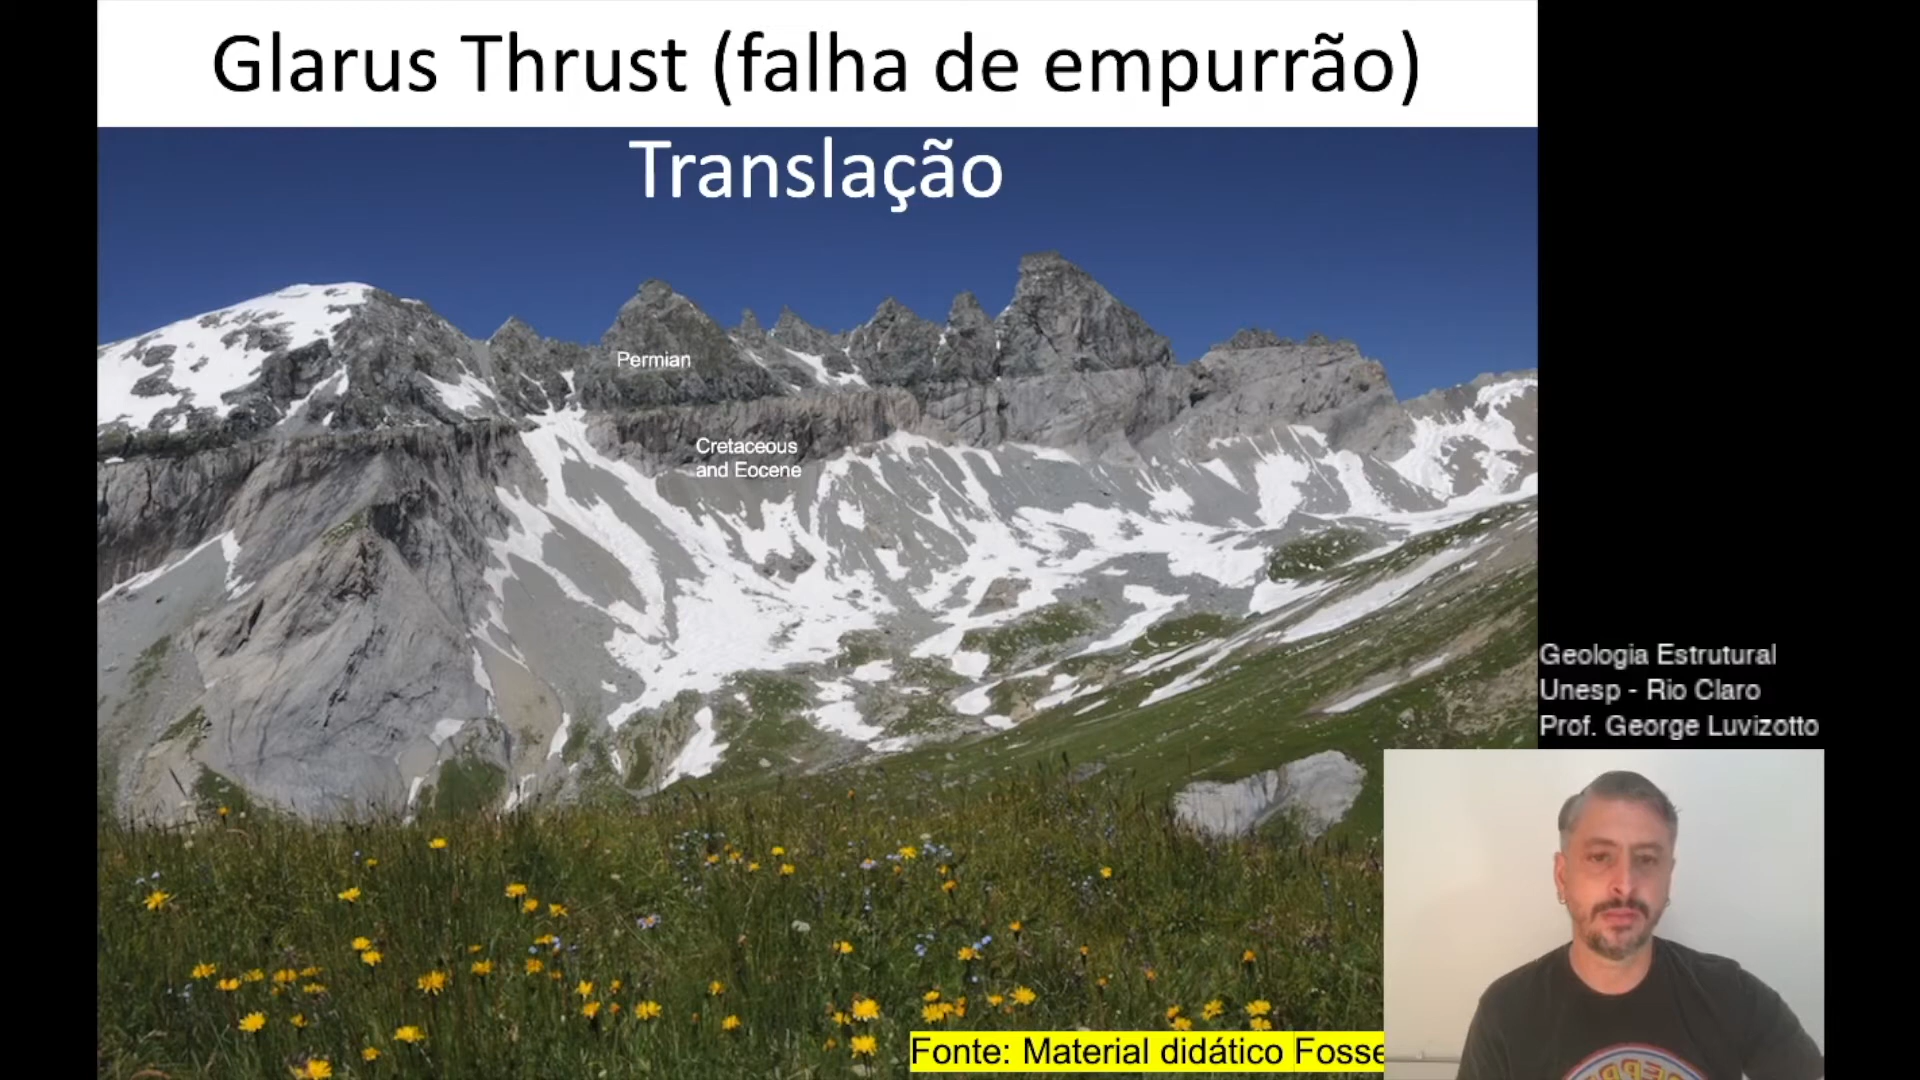 Glarus Thrust (falha de empurrão)
Translação
Permian
Cretaceous
and Eocene
Geologia Estrutural
Unesp - Rio Claro
Prof. George Luvizotto
Fonte: Material didático Fosse